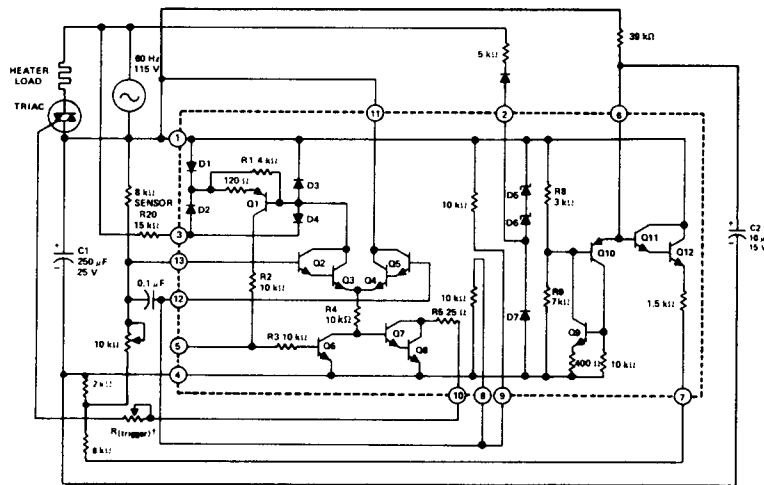 39 kΩ
5 kΩ
60 Hz
115 V
HEATER
LOAD
TRIAC
11
2
6
1
D1
R1 4 kΩ
120 Ω
D3
D2
Q1
D4
8 kΩ
SENSOR
R20
15 kΩ
3
10 kΩ
D5
D6
R8
3 kΩ
Q11
Q12
Q10
C2
15 V
C1
250 µF
25 V
13
Q2
Q3
Q4
Q5
R2
10 kΩ
0.1 µF
12
R4
10 kΩ
10 kΩ
D7
R9
7 kΩ
1.5 kΩ
10 kΩ
5
R3 10 kΩ
Q6
Q7
Q8
R5 25 Ω
Q9
400 Ω
10 kΩ
4
2 kΩ
10
8
9
7
R(trigger)†